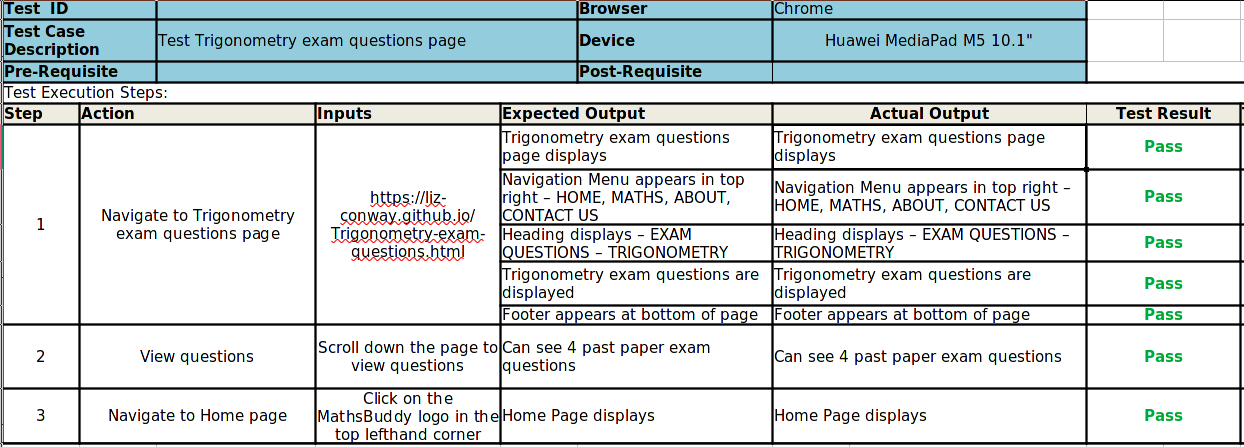 Test  ID
Browser
Chrome
Test Case
Description
Test Trigonometry exam questions page
Device
Huawei MediaPad M5 10.1"
Pre-Requisite
Post-Requisite
Test Execution Steps:
Step
Action
Inputs
Expected Output
Actual Output
Test Result
1
Navigate to Trigonometry
exam questions page
https://liz-
conway.github.io/
Trigonometry-exam-
questions.html
Trigonometry exam questions
page displays
Trigonometry exam questions page
displays
Pass
Navigation Menu appears in top
right – HOME, MATHS, ABOUT,
CONTACT US
Navigation Menu appears in top right –
HOME, MATHS, ABOUT, CONTACT US
Pass
Heading displays – EXAM
QUESTIONS – TRIGONOMETRY
Heading displays – EXAM QUESTIONS –
TRIGONOMETRY
Pass
Trigonometry exam questions are
displayed
Trigonometry exam questions are
displayed
Pass
Footer appears at bottom of page
Footer appears at bottom of page
Pass
2
View questions
Scroll down the page to
view questions
Can see 4 past paper exam
questions
Can see 4 past paper exam questions
Pass
3
Navigate to Home page
Click on the
MathsBuddy logo in the
top lefthand corner
Home Page displays
Home Page displays
Pass